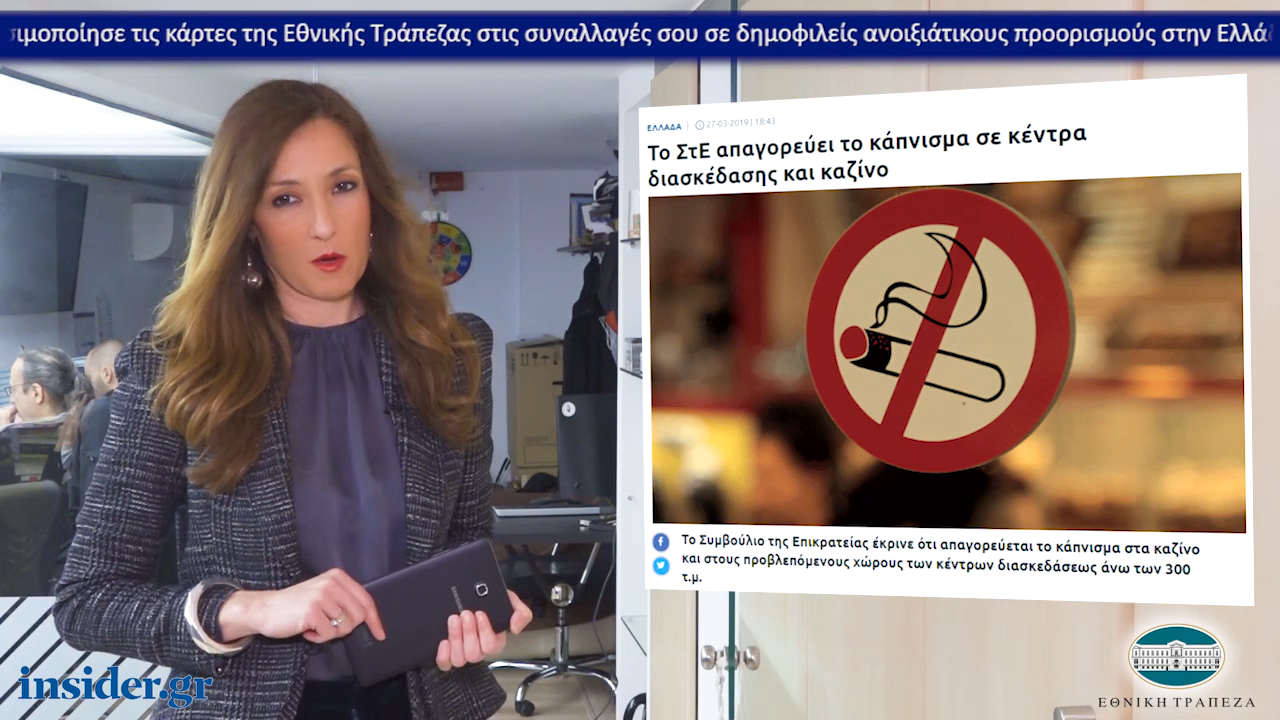 σιμοποίησε τις κάρτες της Εθνικής Τράπεζας στις συναλλαγές σου σε δημοφιλείς ανοιξιάτικους προορισμούς στην Ελλά
ΕΛΛΑΔΑ | 27-03-2019 | 18:43
Το ΣτΕ απαγορεύει το κάπνισμα σε κέντρα
διασκέδασης και καζίνο
Το Συμβούλιο της Επικρατείας έκρινε ότι απαγορεύεται το κάπνισμα στα καζίνο
και στους προβλεπόμενους χώρους των κέντρων διασκεδάσεως άνω των 300
τ.μ.
SAMSUNG
insider.gr
ΕΘΝΙΚΗ ΤΡΑΠΕΖΑ